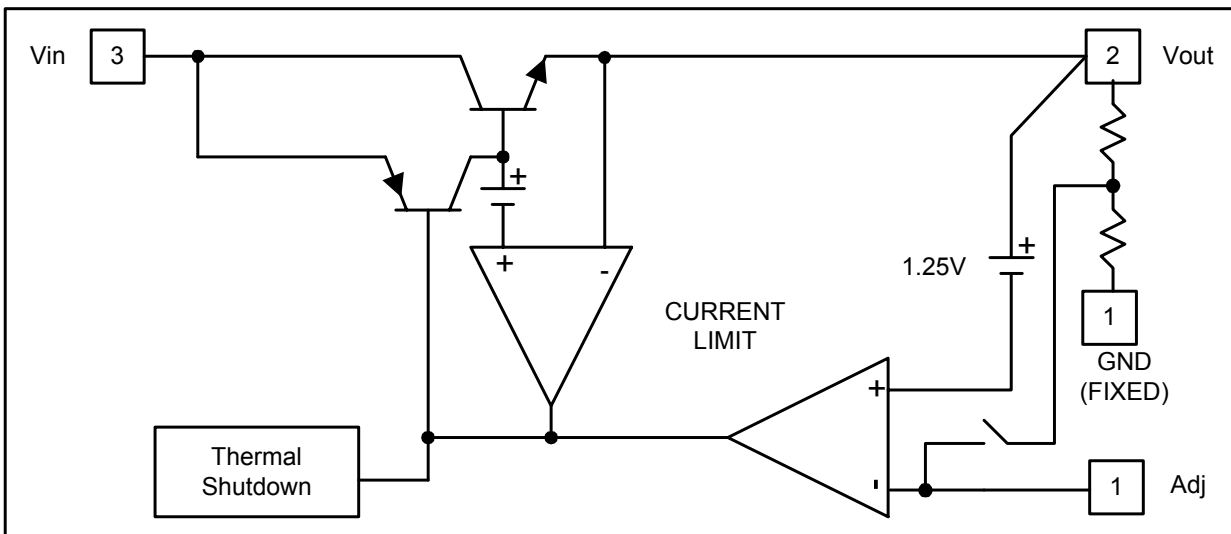 Vin
3
2
Vout
+
+
-
1.25V
+
1
GND
(FIXED)
CURRENT
LIMIT
+
-
Thermal
Shutdown
1
Adj